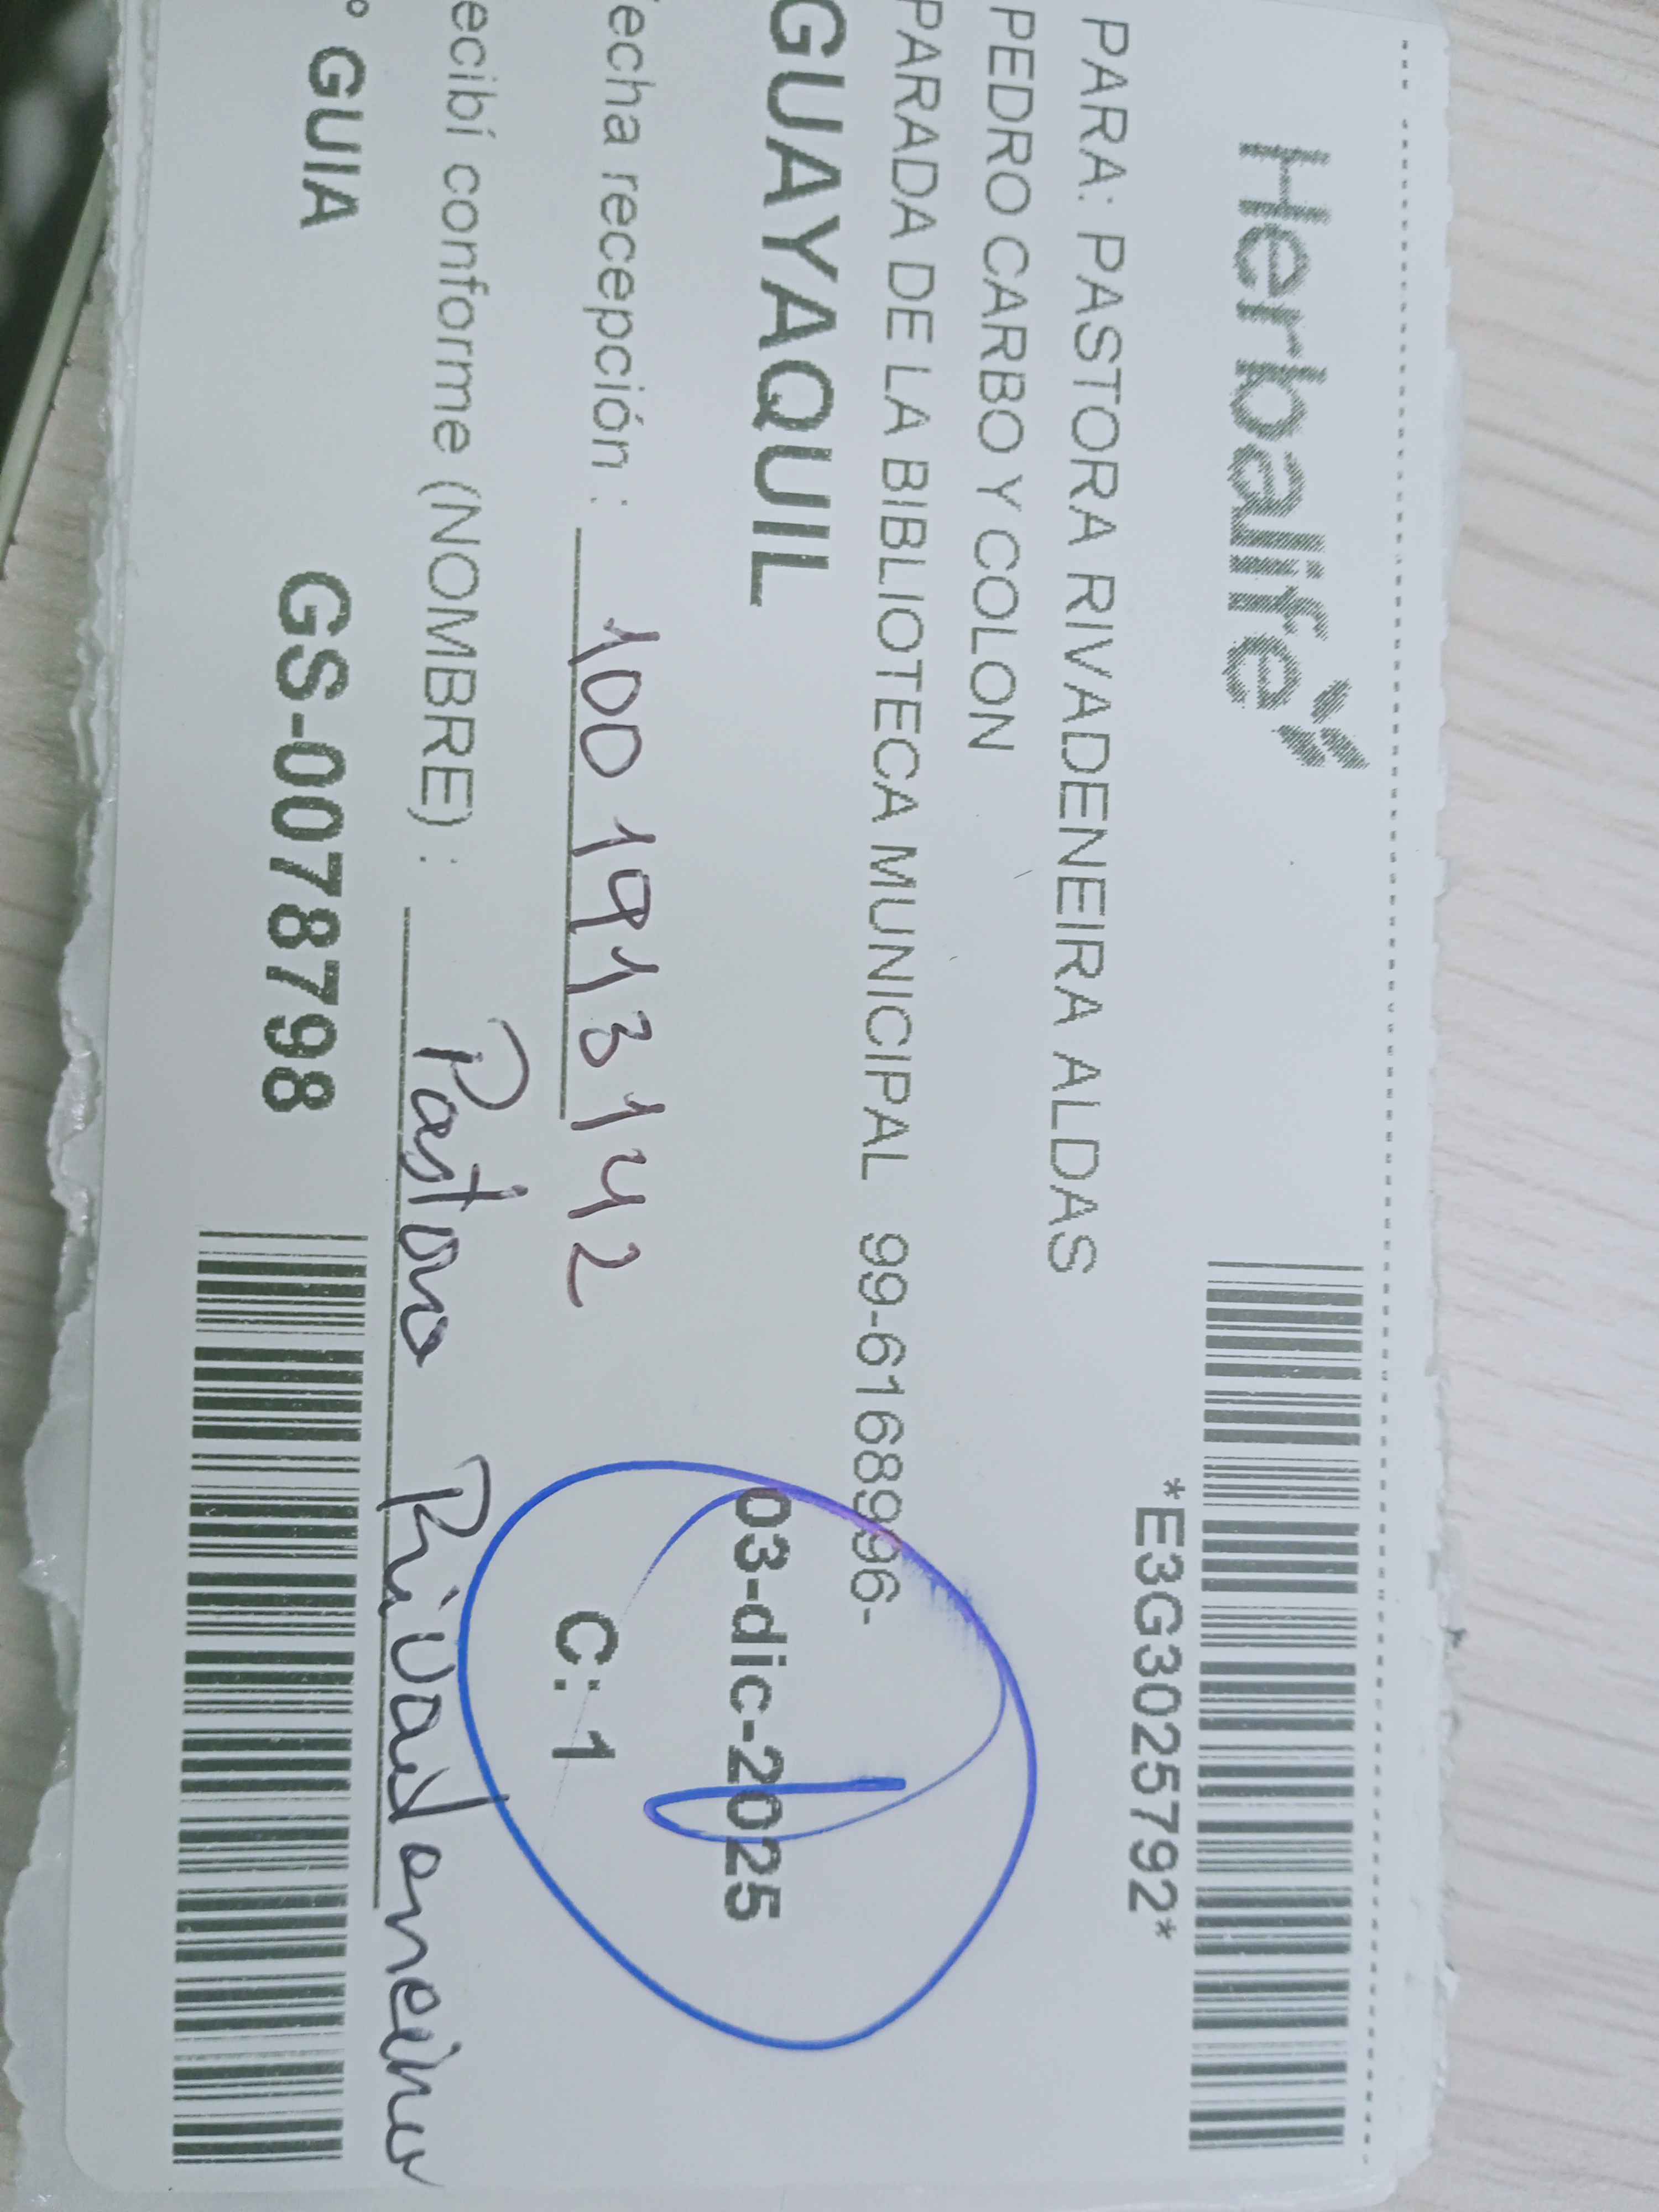 Herbalife
*E3G3025792*
PARA: PASTORA RIVADENEIRA ALDAS
PEDRO CARBO Y COLON
PARADA DE LA BIBLIOTECA MUNICIPAL 99-6168996-
GUAYAQUIL
03-dic-2025
echa recepción : 1001913142
C: 1
ecibí conforme (NOMBRE) : Pastora Rivadeneira
° GUIA GS-0078798